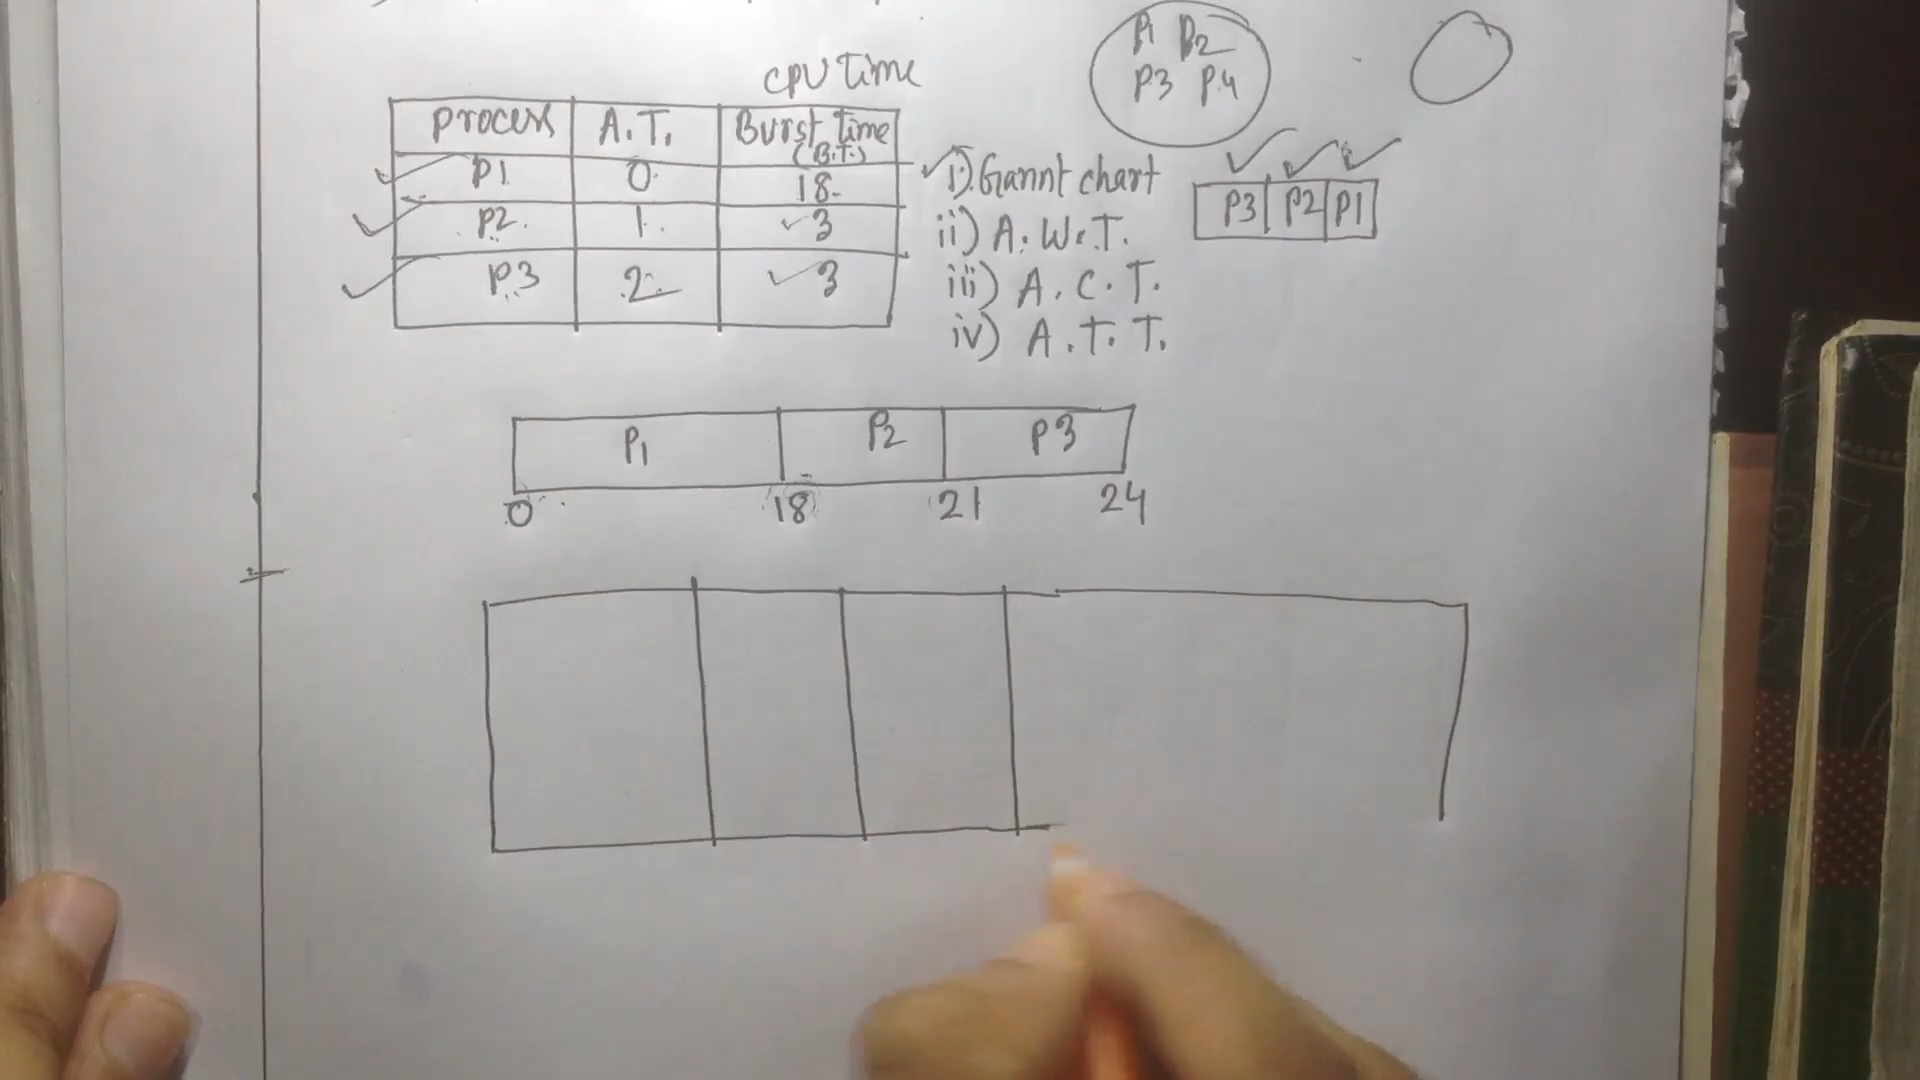 P1 P2
P3 P4
CPU Time
Process A.T. Burst time
(B.T.)
P1 0 18
P2 1 3
P3 2 3
i) Gannt chart
ii) A.W.T.
iii) A.C.T.
iv) A.T.T.
P3 P2 P1
P1 P2 P3
0 18 21 24